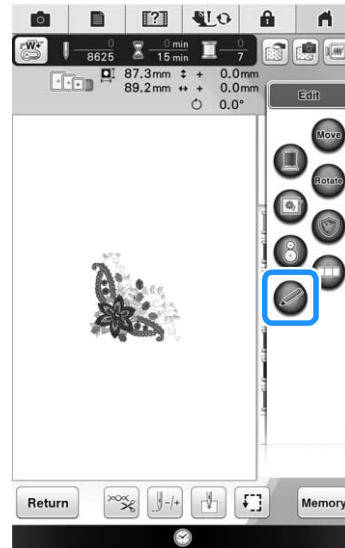 W+ 0 0 min 0
8625 15 min 7
87.3mm + 0.0mm
89.2mm + 0.0mm
0.0°
Edit
Move
Rotate
Return -/+ Memory